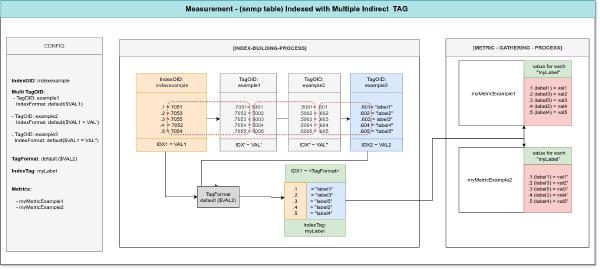 Measurement - (snmp table) Indexed with Multiple Indirect TAG
CONFIG
IndexOID: indexexample
Multi TagOID:
- TagOID: example1
IndexFormat: default($VAL1)
- TagOID: example2
IndexFormat: default($VAL1 = VAL')
- TagOID: example3
IndexFormat: default($VAL1 = VAL'')
TagFormat: default ($VAL2)
IndexTag: myLabel
Metrics:
- myMetricExample1
- myMetricExample2
[INDEX-BUILDING-PROCESS]
IndexOID:
indexexample
.1 = 7051
.2 = 7053
.3 = 7055
.4 = 7052
.5 = 7054
IDX1 = VAL1
TagOID:
example1
.7051 = 5001
.7052 = 5002
.7053 = 5003
.7054 = 5004
.7055 = 5005
IDX' = VAL'
TagOID:
example2
.5001 = 601
.5002 = 602
.5003 = 603
.5004 = 604
.5005 = 605
IDX'' = VAL''
TagOID:
example3
.601 = "label1"
.602 = "label2"
.603 = "label3"
.604 = "label4"
.605 = "label5"
IDX2 = VAL2
TagFormat
default ($VAL2)
IDX1 = <TagFormat>
.1 = "label1"
.2 = "label3"
.3 = "label5"
.4 = "label2"
.5 = "label4"
IndexTag:
myLabel
[METRIC - GATHERING - PROCESS]
myMetricExample1
value for each
"myLabel"
.1 (label1) = val1
.2 (label3) = val2
.3 (label5) = val3
.4 (label2) = val4
.5 (label4) = val5
myMetricExample2
value for each
"myLabel"
.1 (label1) = val1'
.2 (label3) = val2'
.3 (label5) = val3'
.4 (label2) = val4'
.5 (label4) = val5'